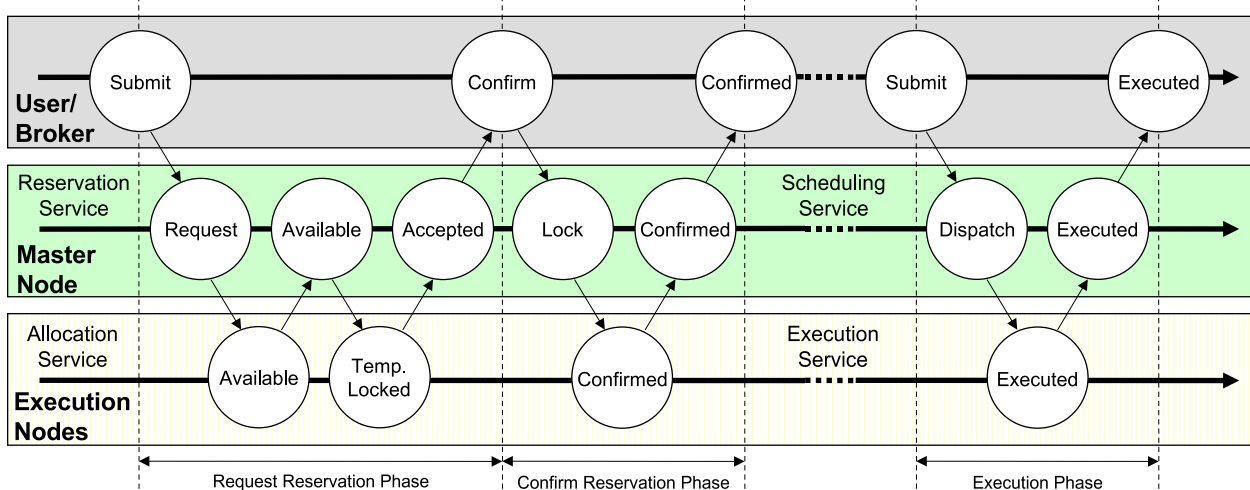 Submit
Confirm
Confirmed
Submit
Executed
User/
Broker
Reservation
Service
Scheduling
Service
Request
Available
Accepted
Lock
Confirmed
Dispatch
Executed
Master
Node
Allocation
Service
Execution
Service
Available
Temp.
Locked
Confirmed
Executed
Execution
Nodes
Request Reservation Phase
Confirm Reservation Phase
Execution Phase